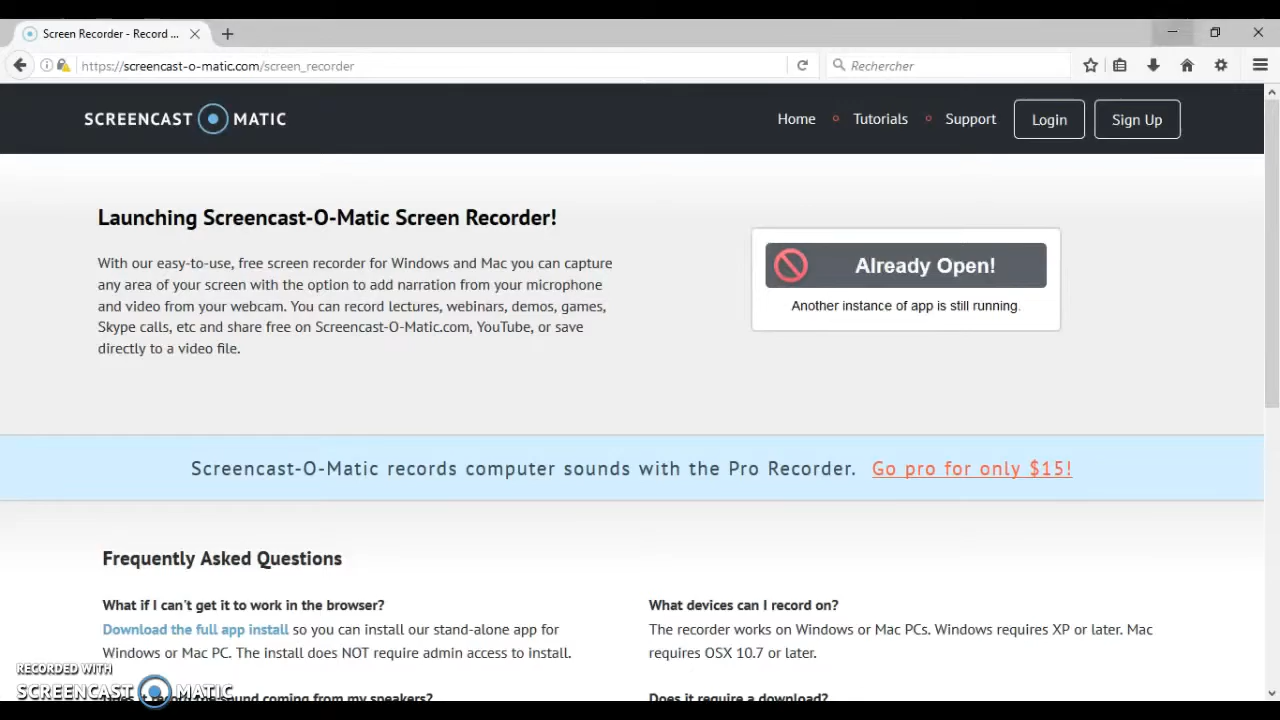 Screen Recorder - Record ...
https://screencast-o-matic.com/screen_recorder
Rechercher
SCREENCAST MATIC
Home
Tutorials
Support
Login
Sign Up
Launching Screencast-O-Matic Screen Recorder!
With our easy-to-use, free screen recorder for Windows and Mac you can capture
any area of your screen with the option to add narration from your microphone
and video from your webcam. You can record lectures, webinars, demos, games,
Skype calls, etc and share free on Screencast-O-Matic.com, YouTube, or save
directly to a video file.
Already Open!
Another instance of app is still running.
Screencast-O-Matic records computer sounds with the Pro Recorder. Go pro for only $15!
Frequently Asked Questions
What if I can't get it to work in the browser?
Download the full app install so you can install our stand-alone app for
Windows or Mac PC. The install does NOT require admin access to install.
What devices can I record on?
The recorder works on Windows or Mac PCs. Windows requires XP or later. Mac
requires OSX 10.7 or later.
sound coming from my speakers?
Does it require a download?
RECORDED WITH
SCREENCAST MATIC